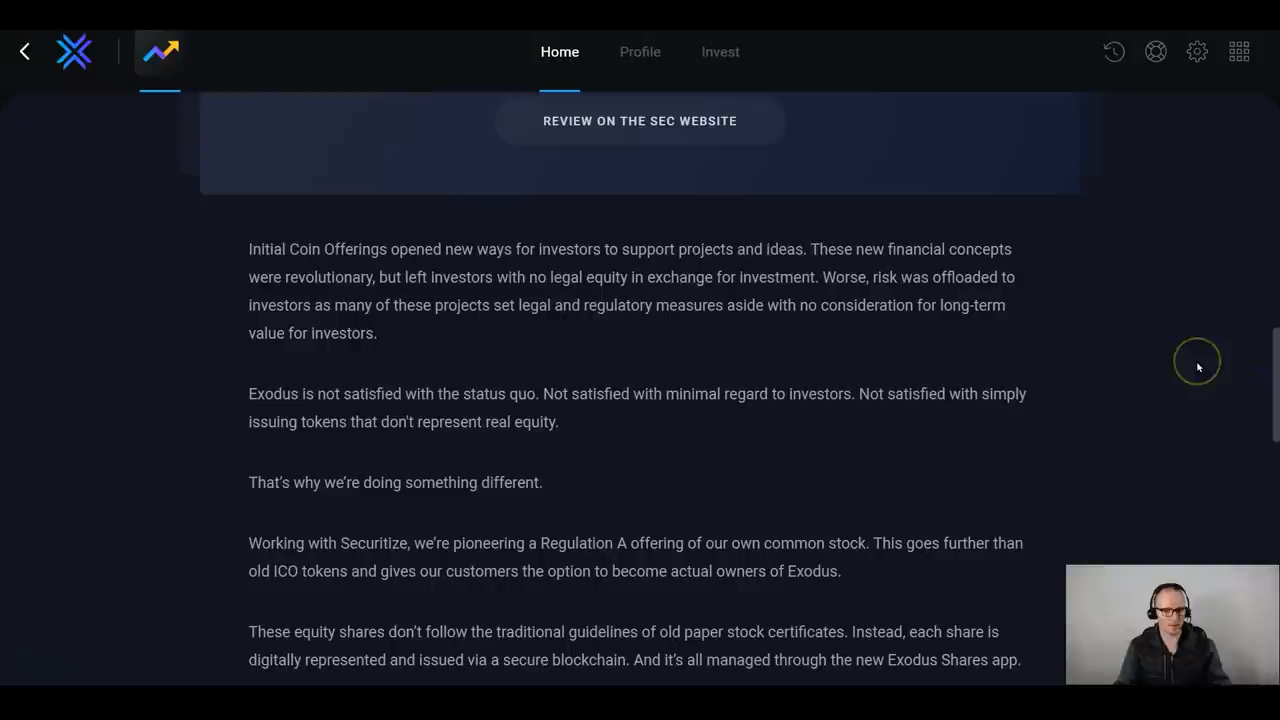 Home Profile Invest
REVIEW ON THE SEC WEBSITE
Initial Coin Offerings opened new ways for investors to support projects and ideas. These new financial concepts
were revolutionary, but left investors with no legal equity in exchange for investment. Worse, risk was offloaded to
investors as many of these projects set legal and regulatory measures aside with no consideration for long-term
value for investors.
Exodus is not satisfied with the status quo. Not satisfied with minimal regard to investors. Not satisfied with simply
issuing tokens that don't represent real equity.
That’s why we’re doing something different.
Working with Securitize, we’re pioneering a Regulation A offering of our own common stock. This goes further than
old ICO tokens and gives our customers the option to become actual owners of Exodus.
These equity shares don’t follow the traditional guidelines of old paper stock certificates. Instead, each share is
digitally represented and issued via a secure blockchain. And it’s all managed through the new Exodus Shares app.